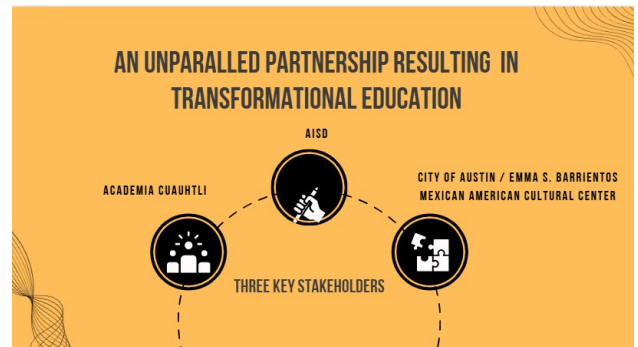 AN UNPARALLED PARTNERSHIP RESULTING IN
TRANSFORMATIONAL EDUCATION
AISD
ACADEMIA CUAUHTLI
CITY OF AUSTIN / EMMA S. BARRIENTOS
MEXICAN AMERICAN CULTURAL CENTER
THREE KEY STAKEHOLDERS